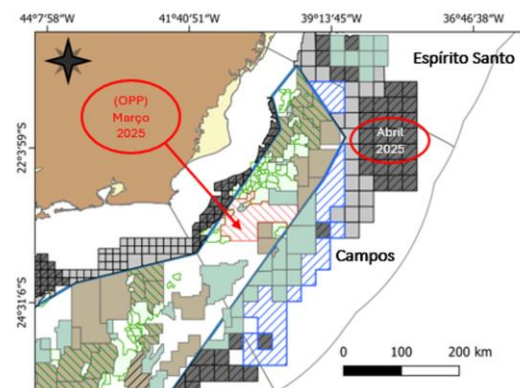 44°7'58"W 41°40'51"W 39°13'45"W 36°46'38"W
Espírito Santo
(OPP)
Março
2025
Abril
2025
22°3'59"S
Campos
24°31'6"S
0 100 200 km